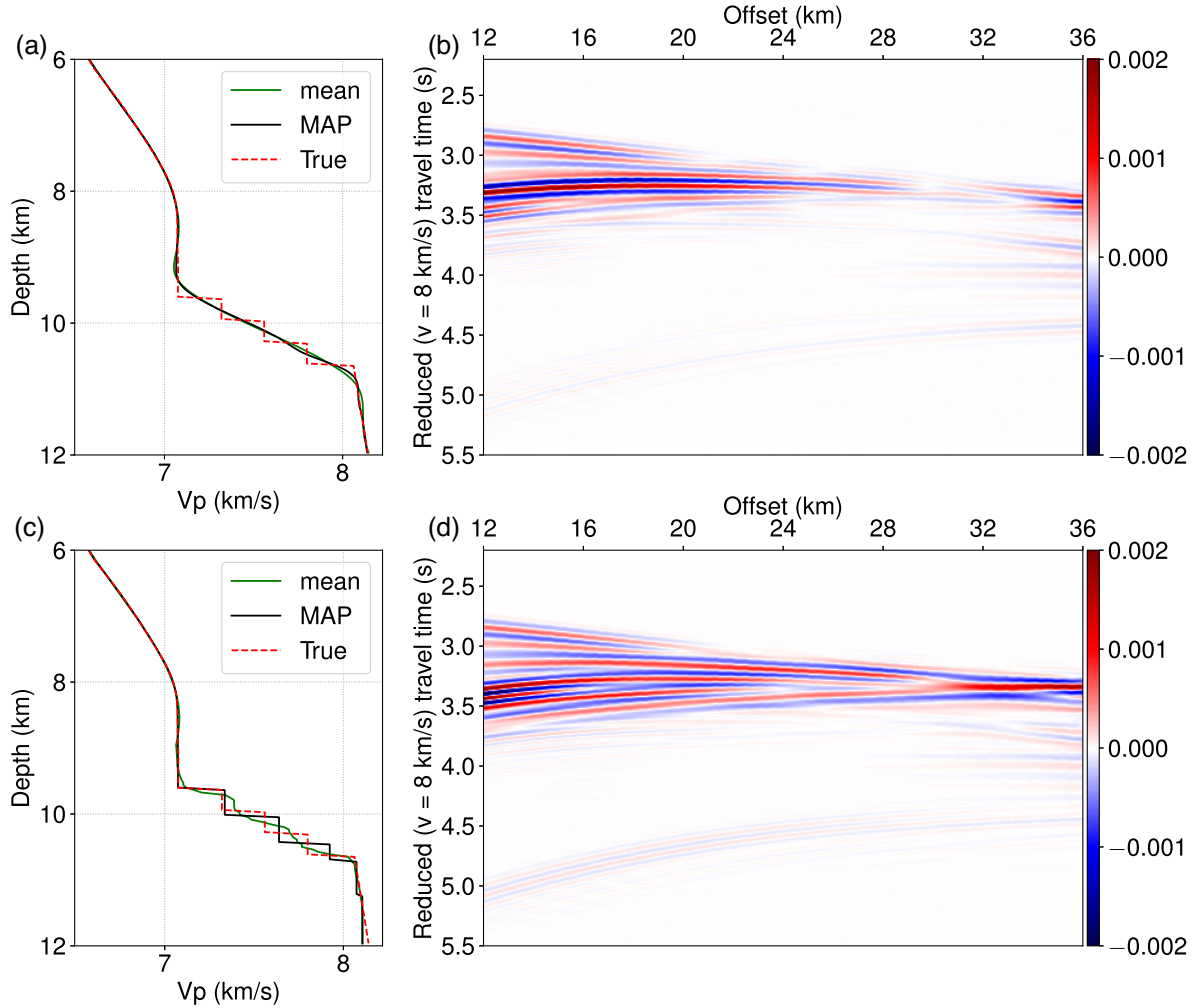 (a)
6
8
10
12
Depth (km)
mean
MAP
True
7
8
Vp (km/s)
(b)
Offset (km)
12
16
20
24
28
32
36
Reduced (v = 8 km/s) travel time (s)
2.5
3.0
3.5
4.0
4.5
5.0
5.5
0.002
0.001
0.000
−0.001
−0.002
(c)
6
8
10
12
Depth (km)
mean
MAP
True
7
8
Vp (km/s)
(d)
Offset (km)
12
16
20
24
28
32
36
Reduced (v = 8 km/s) travel time (s)
2.5
3.0
3.5
4.0
4.5
5.0
5.5
0.002
0.001
0.000
−0.001
−0.002